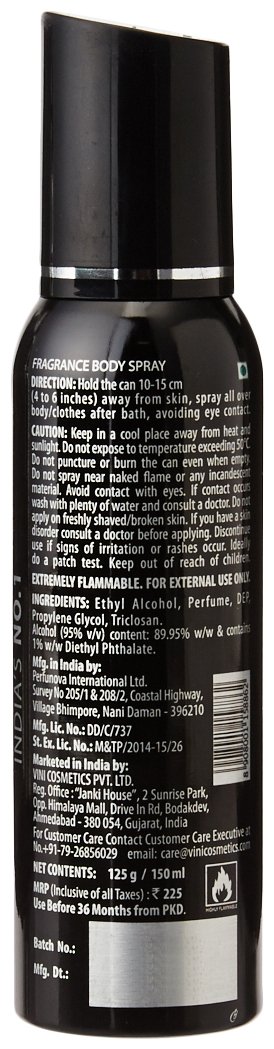 FRAGRANCE BODY SPRAY
DIRECTION: Hold the can 10-15 cm
(4 to 6 inches) away from skin, spray all over
body/clothes after bath, avoiding eye contact.
CAUTION: Keep in a cool place away from heat and
sunlight. Do not expose to temperature exceeding 50°C.
Do not puncture or burn the can even when empty.
Do not spray near naked flame or any incandescent
material. Avoid contact with eyes. If contact occurs
wash with plenty of water and consult a doctor. Do not
apply on freshly shaved/broken skin. If you have a skin
disorder consult a doctor before applying. Discontinue
use if signs of irritation or rashes occur. Ideally
do a patch test. Keep out of reach of children.
EXTREMELY FLAMMABLE. FOR EXTERNAL USE ONLY.
INGREDIENTS: Ethyl Alcohol, Perfume, DEP,
Propylene Glycol, Triclosan.
Alcohol (95% v/v) content: 89.95% w/w & contains
1% w/w Diethyl Phthalate.
Mfg. in India by:
Perfunova International Ltd.
Survey No 205/1 & 208/2, Coastal Highway,
Village Bhimpore, Nani Daman - 396210
Mfg. Lic. No.: DD/C/737
St. Ex. Lic. No.: M&TP/2014-15/26
Marketed in India by:
VINI COSMETICS PVT. LTD.
Reg. Office : "Janki House", 2 Sunrise Park,
Opp. Himalaya Mall, Drive In Rd, Bodakdev,
Ahmedabad - 380 054, Gujarat, India
For Customer Care Contact Customer Care Executive at
No.+91-79-26856029 email: care@vinicosmetics.com
NET CONTENTS: 125 g / 150 ml
MRP (Inclusive of all Taxes) : ₹ 225
Use Before 36 Months from PKD.
HIGHLY FLAMMABLE
Batch No.:
Mfg. Dt.:
INDIA'S NO.1